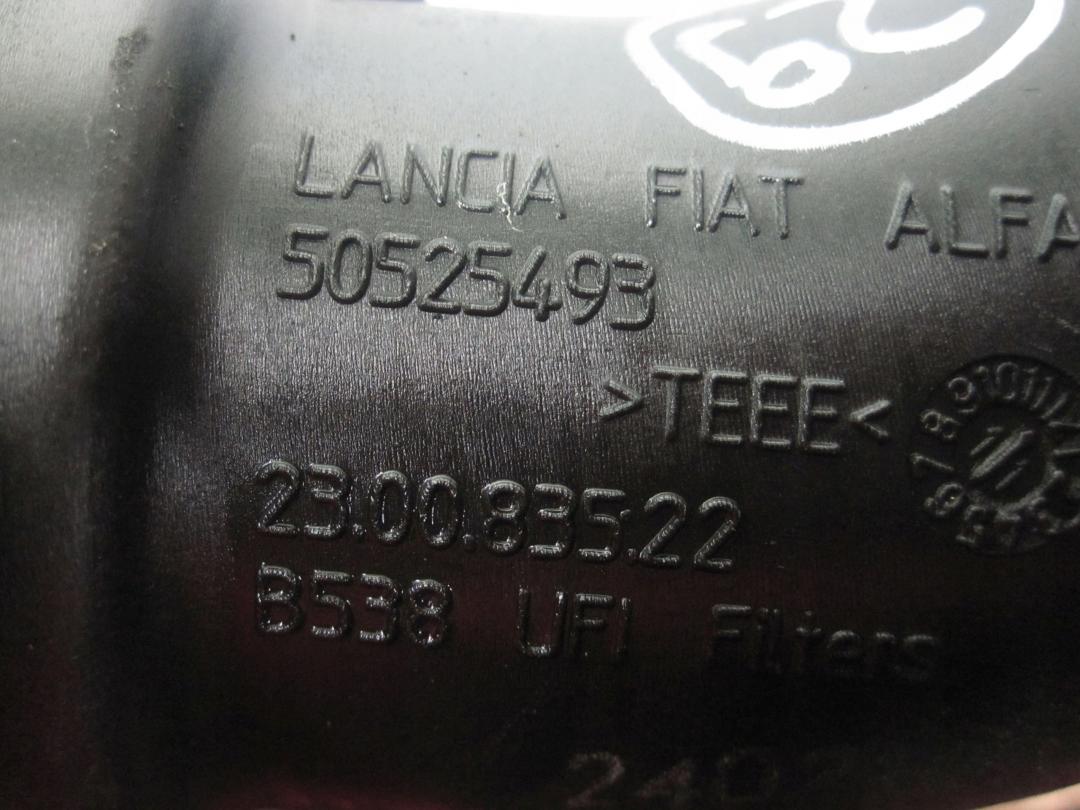 LANCIA FIAT ALFA
50525493
>TEEE<
23.00.835.22
B538 UFI Filters